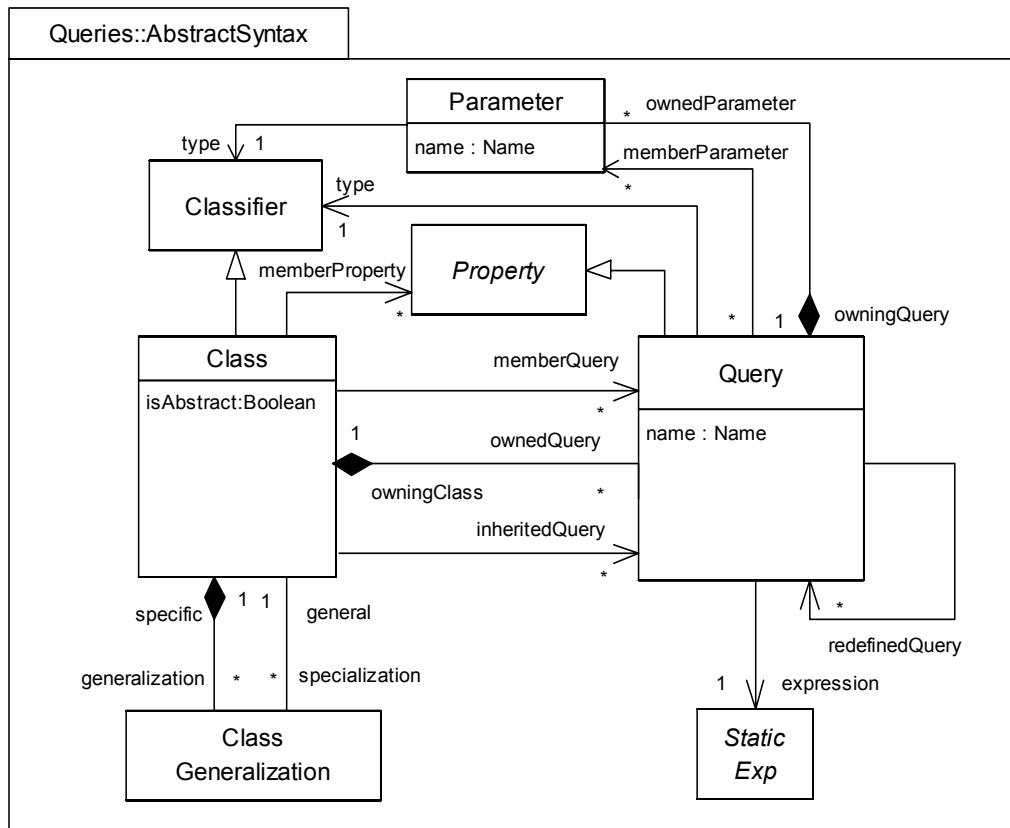 Queries::AbstractSyntax
Parameter
name : Name
* ownedParameter
memberParameter
*
type 1
Classifier
type
1
memberProperty
*
Property
* 1 owningQuery
Class
isAbstract:Boolean
memberQuery
*
Query
name : Name
1 ownedQuery
owningClass *
inheritedQuery
*
specific 1 1 general
*
redefinedQuery
generalization * * specialization
1 expression
Class
Generalization
Static
Exp